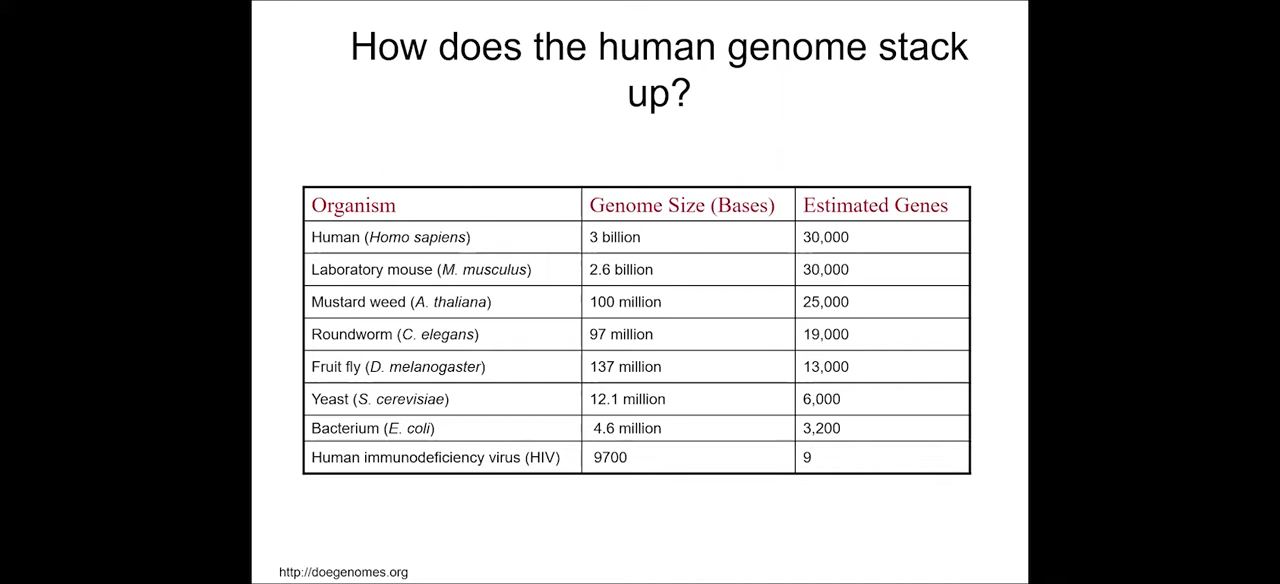 How does the human genome stack
up?
Organism Genome Size (Bases) Estimated Genes
Human (Homo sapiens) 3 billion 30,000
Laboratory mouse (M. musculus) 2.6 billion 30,000
Mustard weed (A. thaliana) 100 million 25,000
Roundworm (C. elegans) 97 million 19,000
Fruit fly (D. melanogaster) 137 million 13,000
Yeast (S. cerevisiae) 12.1 million 6,000
Bacterium (E. coli) 4.6 million 3,200
Human immunodeficiency virus (HIV) 9700 9
http://doegenomes.org